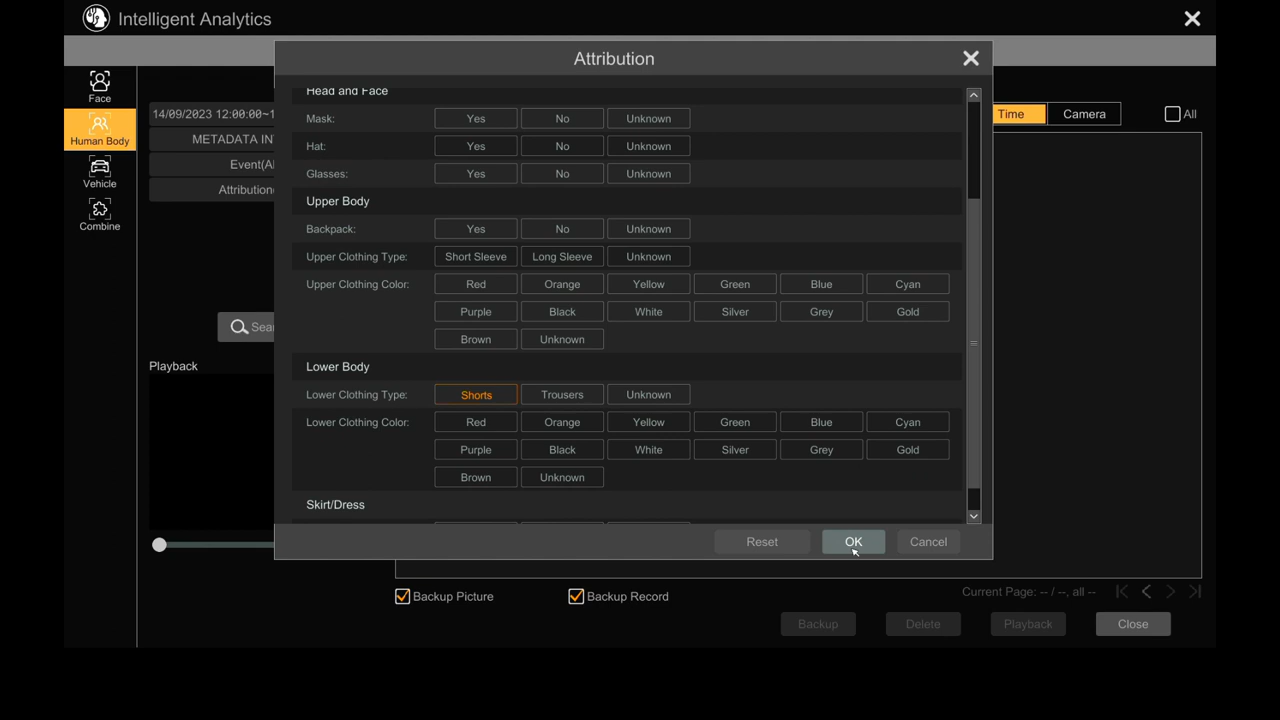 Intelligent Analytics
Attribution
Face
Human Body
Vehicle
Combine
14/09/2023 12:00:00~1
METADATA IN
Event(A
Attribution
Sea
Time Camera All
Head and Face
Mask: Yes No Unknown
Hat: Yes No Unknown
Glasses: Yes No Unknown
Upper Body
Backpack: Yes No Unknown
Upper Clothing Type: Short Sleeve Long Sleeve Unknown
Upper Clothing Color: Red Orange Yellow Green Blue Cyan
Purple Black White Silver Grey Gold
Brown Unknown
Lower Body
Lower Clothing Type: Shorts Trousers Unknown
Lower Clothing Color: Red Orange Yellow Green Blue Cyan
Purple Black White Silver Grey Gold
Brown Unknown
Skirt/Dress
Reset OK Cancel
Playback
Backup Picture Backup Record
Current Page: -- / --, all --
Backup Delete Playback Close